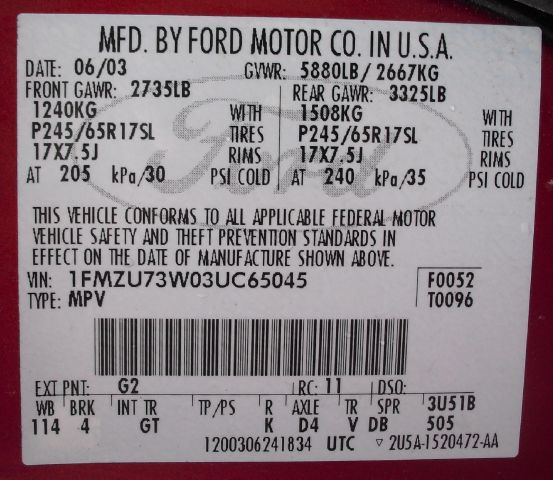 MFD. BY FORD MOTOR CO. IN U.S.A.
DATE: 06/03 GVWR: 5880LB/2667KG
FRONT GAWR: 2735LB REAR GAWR: 3325LB
1240KG WITH 1508KG WITH
P245/65R17SL TIRES P245/65R17SL TIRES
17X7.5J RIMS 17X7.5J RIMS
AT 205 kPa/30 PSI COLD AT 240 kPa/35 PSI COLD
Ford
THIS VEHICLE CONFORMS TO ALL APPLICABLE FEDERAL MOTOR
VEHICLE SAFETY AND THEFT PREVENTION STANDARDS IN
EFFECT ON THE DATE OF MANUFACTURE SHOWN ABOVE.
VIN: 1FMZU73W03UC65045 F0052
TYPE: MPV T0096
EXT PNT: G2 RC: 11 DSO:
WB BRK INT TR TP/PS R AXLE TR SPR 3U51B
114 4 GT K D4 V DB 505
1200306241834 UTC ▽ 2U5A-1520472-AA